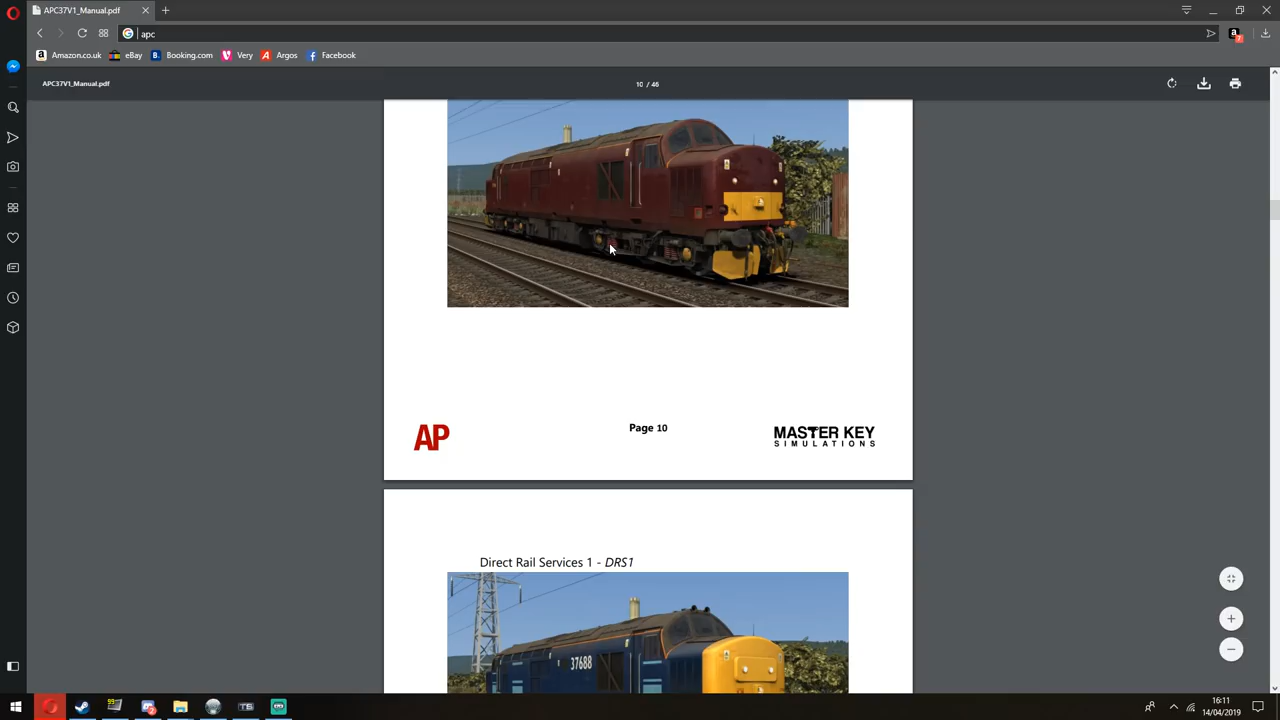 APC37V1_Manual.pdf
apc
Amazon.co.uk eBay Booking.com Very Argos Facebook
APC37V1_Manual.pdf
10 / 46
AP
Page 10
MASTER KEY
SIMULATIONS
Direct Rail Services 1 - DRS1
37688
16:11
14/04/2019